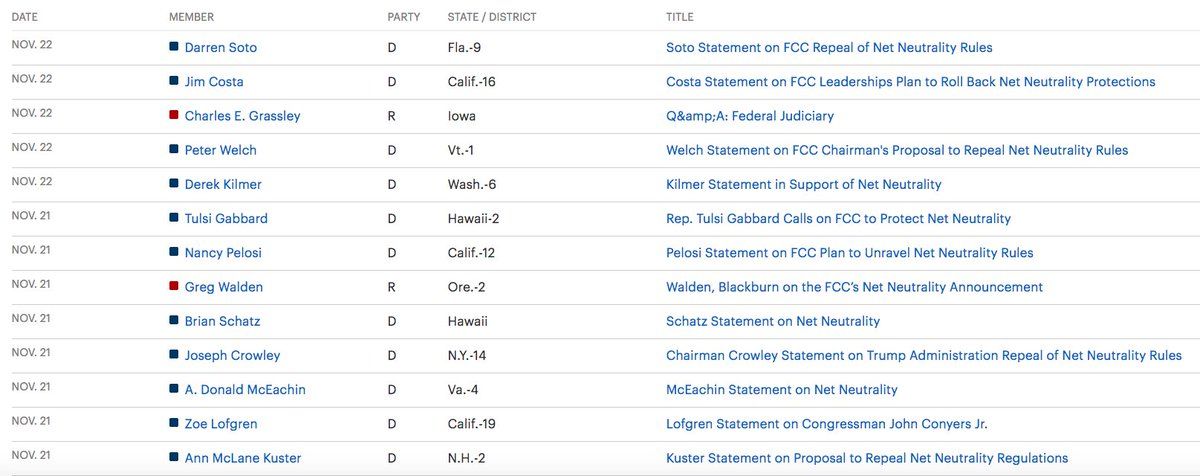 DATE MEMBER PARTY STATE / DISTRICT TITLE
NOV. 22 Darren Soto D Fla.-9 Soto Statement on FCC Repeal of Net Neutrality Rules
NOV. 22 Jim Costa D Calif.-16 Costa Statement on FCC Leaderships Plan to Roll Back Net Neutrality Protections
NOV. 22 Charles E. Grassley R Iowa Q&amp;A: Federal Judiciary
NOV. 22 Peter Welch D Vt.-1 Welch Statement on FCC Chairman's Proposal to Repeal Net Neutrality Rules
NOV. 22 Derek Kilmer D Wash.-6 Kilmer Statement in Support of Net Neutrality
NOV. 21 Tulsi Gabbard D Hawaii-2 Rep. Tulsi Gabbard Calls on FCC to Protect Net Neutrality
NOV. 21 Nancy Pelosi D Calif.-12 Pelosi Statement on FCC Plan to Unravel Net Neutrality Rules
NOV. 21 Greg Walden R Ore.-2 Walden, Blackburn on the FCC’s Net Neutrality Announcement
NOV. 21 Brian Schatz D Hawaii Schatz Statement on Net Neutrality
NOV. 21 Joseph Crowley D N.Y.-14 Chairman Crowley Statement on Trump Administration Repeal of Net Neutrality Rules
NOV. 21 A. Donald McEachin D Va.-4 McEachin Statement on Net Neutrality
NOV. 21 Zoe Lofgren D Calif.-19 Lofgren Statement on Congressman John Conyers Jr.
NOV. 21 Ann McLane Kuster D N.H.-2 Kuster Statement on Proposal to Repeal Net Neutrality Regulations